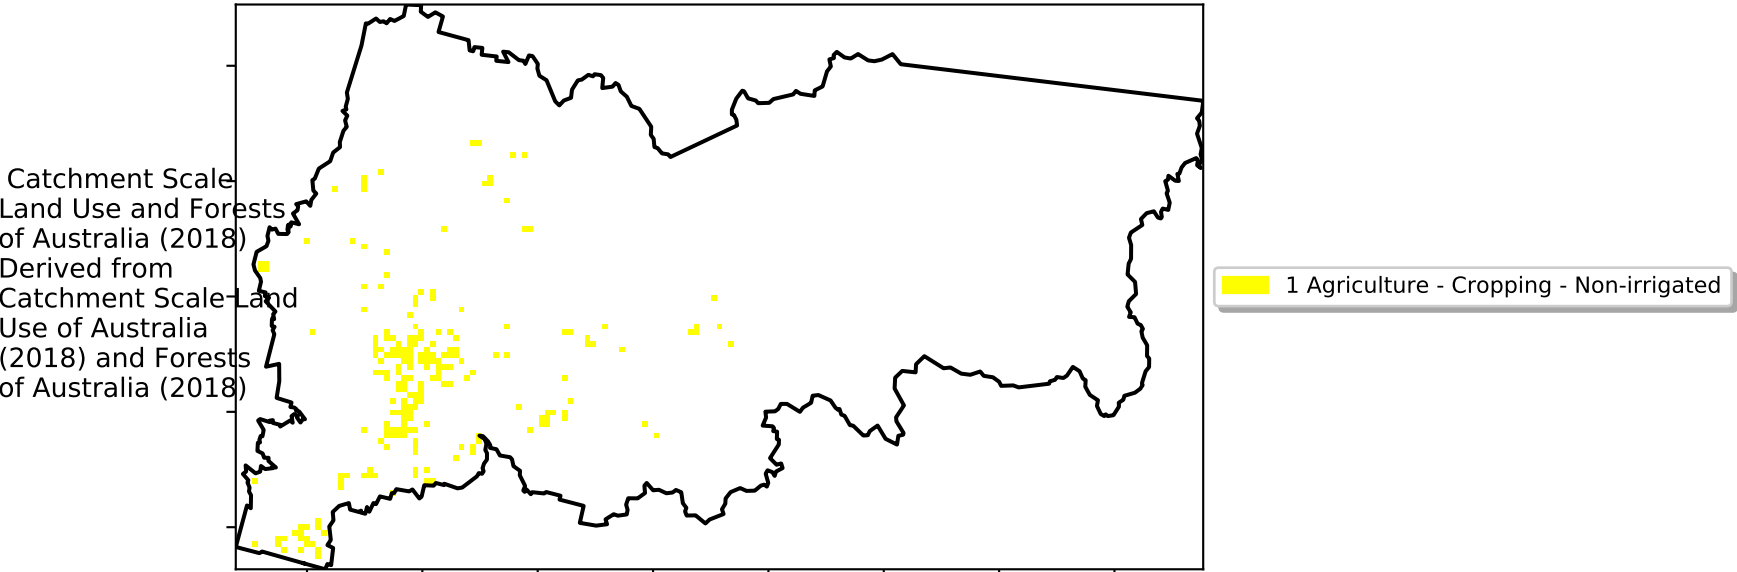 Catchment Scale
Land Use and Forests
of Australia (2018)
Derived from
Catchment Scale Land
Use of Australia
(2018) and Forests
of Australia (2018)
1 Agriculture - Cropping - Non-irrigated